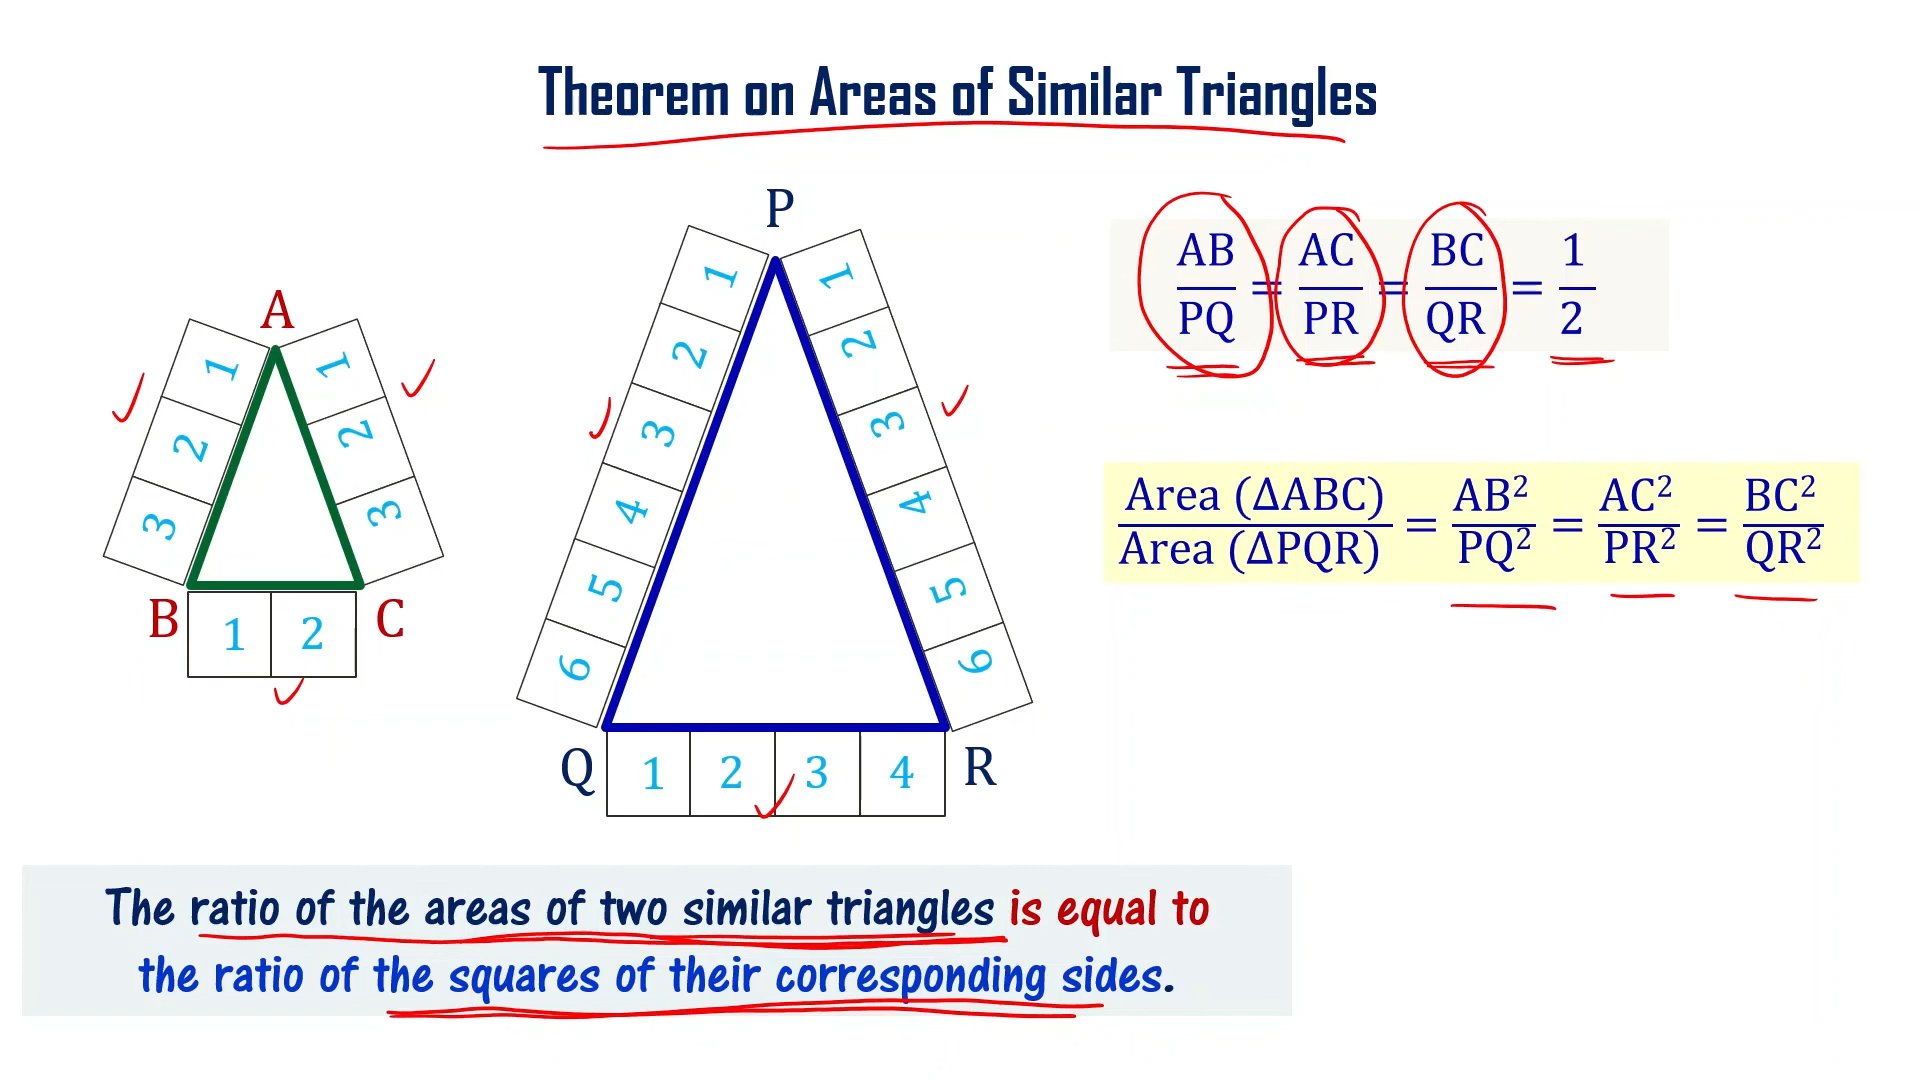 Theorem on Areas of Similar Triangles
P
A
1
2
3
1
2
3
B
C
1 2
1
2
3
4
5
6
1
2
3
4
5
6
Q
R
1 2 3 4
AB/PQ = AC/PR = BC/QR = 1/2
Area (ΔABC)/Area (ΔPQR) = AB²/PQ² = AC²/PR² = BC²/QR²
The ratio of the areas of two similar triangles is equal to
the ratio of the squares of their corresponding sides.